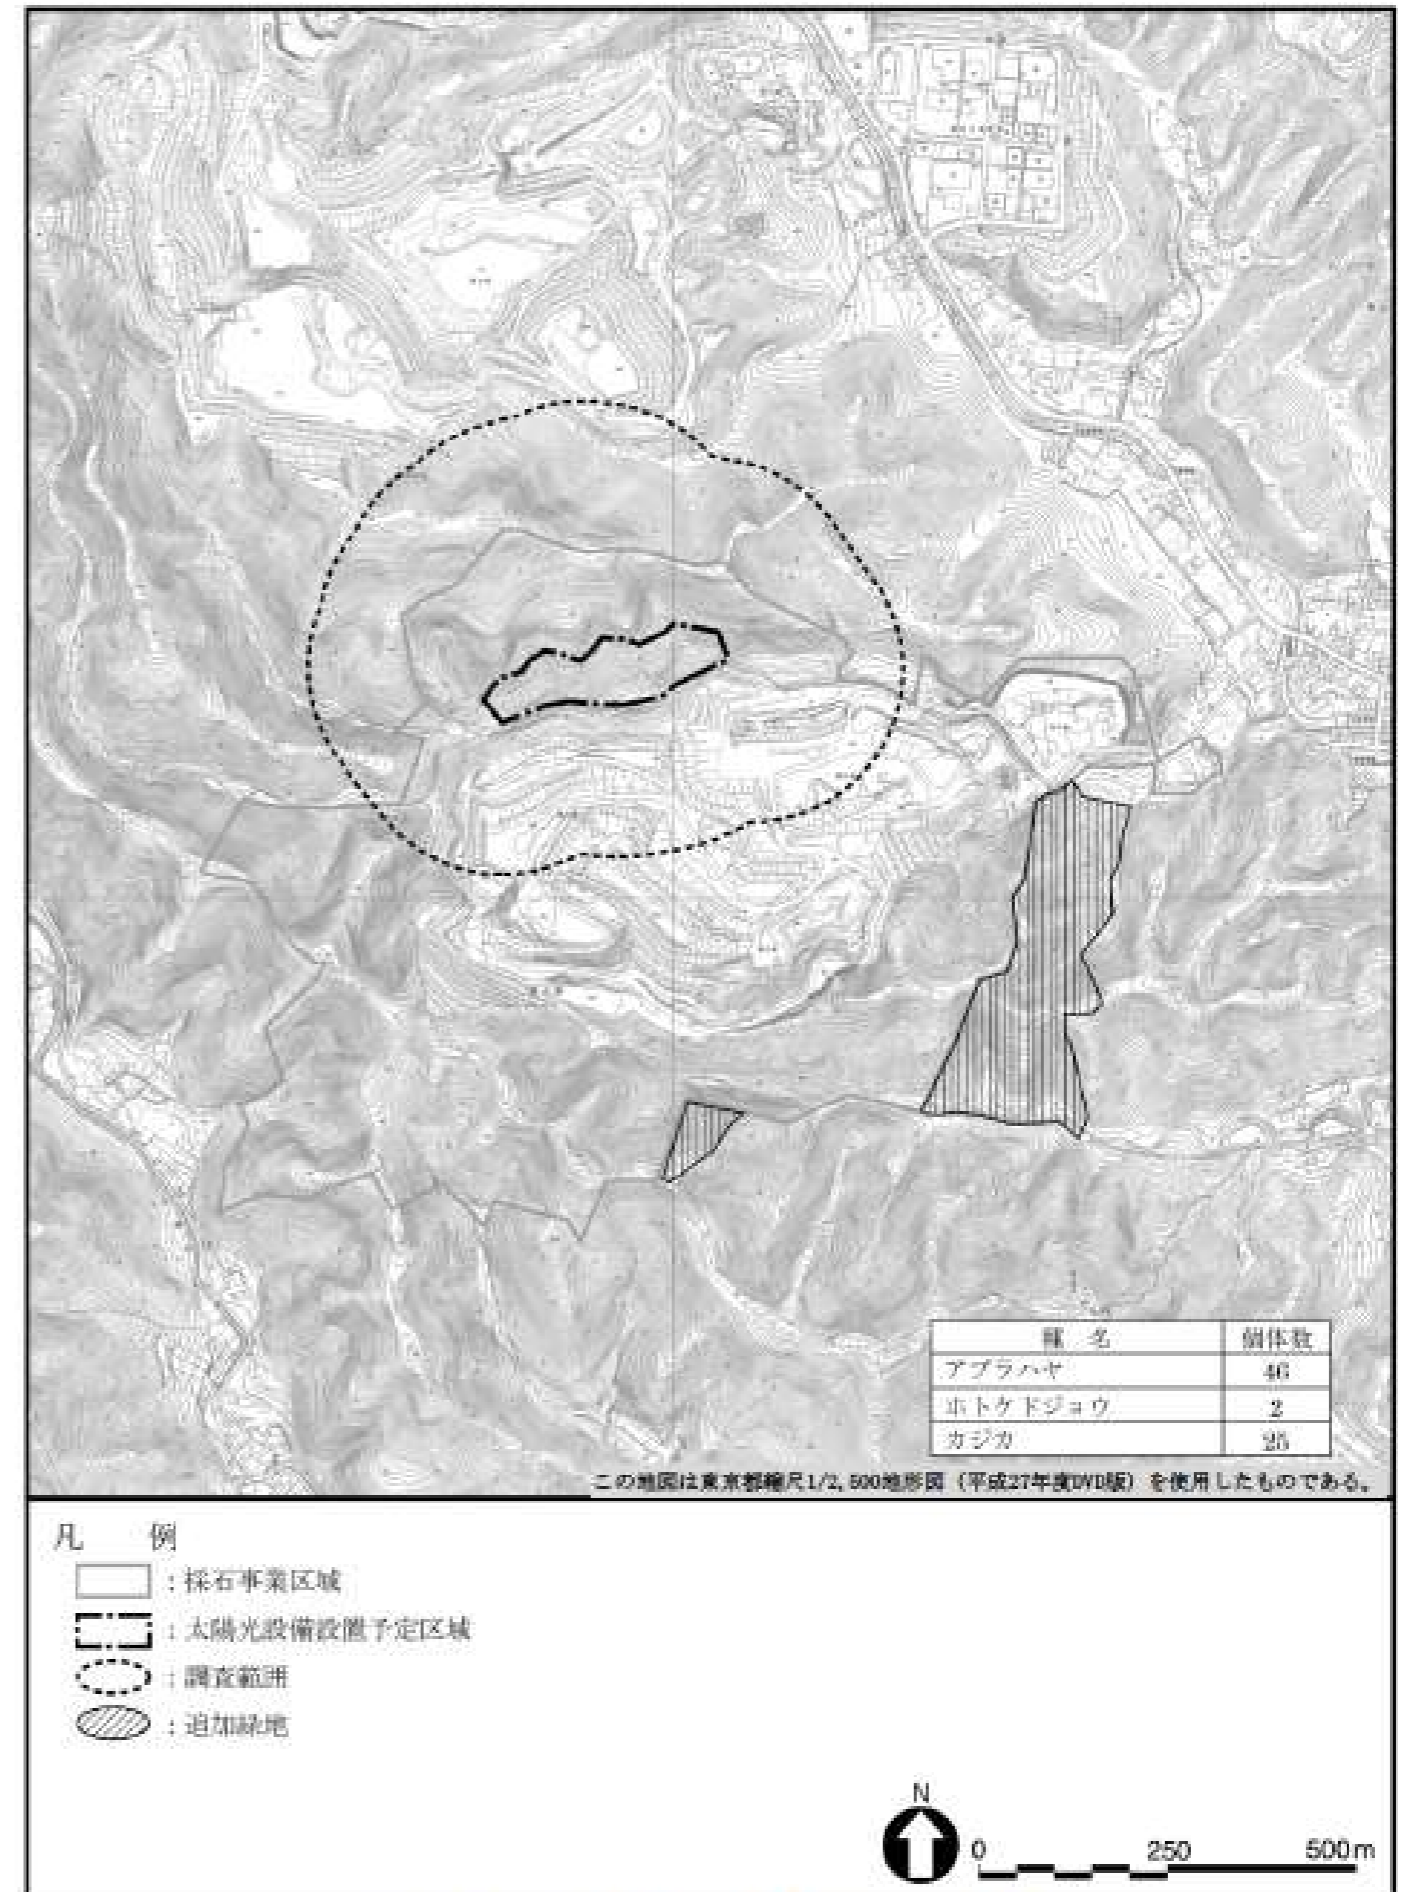 種 名 個体数
アブラハヤ 46
ホトケドジョウ 2
カジカ 25
この地図は東京都縮尺1/2,500地形図（平成27年度DVD版）を使用したものである。
凡 例
：採石事業区域
：太陽光設備設置予定区域
：調査範囲
：追加緑地
N
0 250 500m